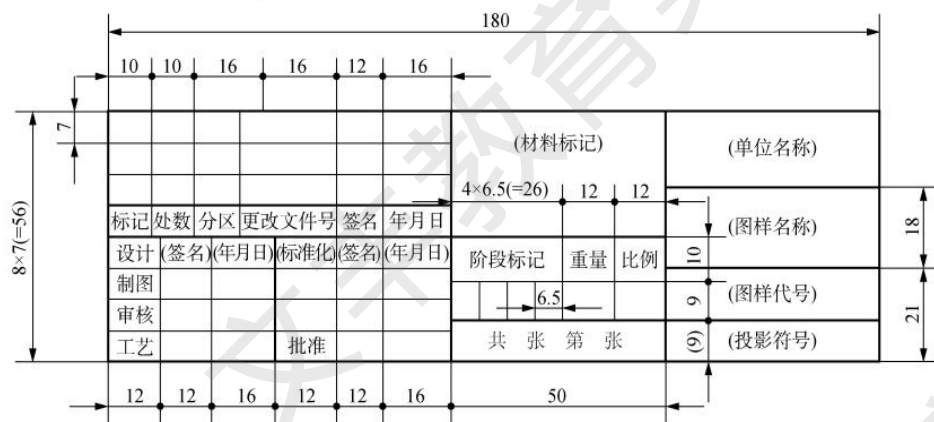 180
10 10 16 16 12 16
7
8×7(=56)
(材料标记)
(单位名称)
4×6.5(=26) 12 12
标记 处数 分区 更改文件号 签名 年月日
(图样名称)
18
设计 (签名) (年月日) (标准化) (签名) (年月日)
阶段标记 重量 比例
10
制图
6.5
9
(图样代号)
21
审核
工艺 批准
共 张 第 张
(9)
(投影符号)
12 12 16 12 12 16 50
文丰教育